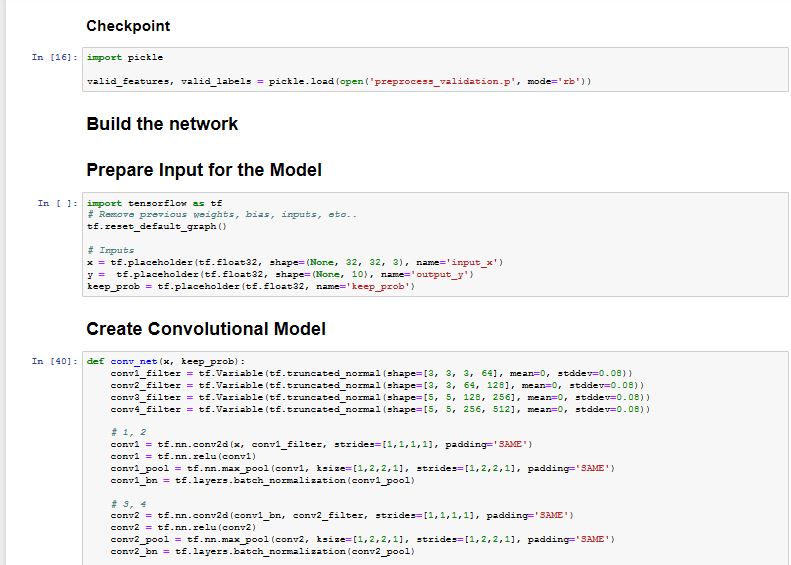 Checkpoint
In [16]: import pickle
valid_features, valid_labels = pickle.load(open('preprocess_validation.p', mode='rb'))
Build the network
Prepare Input for the Model
In [ ]: import tensorflow as tf
# Remove previous weights, bias, inputs, etc..
tf.reset_default_graph()
# Inputs
x = tf.placeholder(tf.float32, shape=(None, 32, 32, 3), name='input_x')
y =  tf.placeholder(tf.float32, shape=(None, 10), name='output_y')
keep_prob = tf.placeholder(tf.float32, name='keep_prob')
Create Convolutional Model
In [40]: def conv_net(x, keep_prob):
conv1_filter = tf.Variable(tf.truncated_normal(shape=[3, 3, 3, 64], mean=0, stddev=0.08))
conv2_filter = tf.Variable(tf.truncated_normal(shape=[3, 3, 64, 128], mean=0, stddev=0.08))
conv3_filter = tf.Variable(tf.truncated_normal(shape=[5, 5, 128, 256], mean=0, stddev=0.08))
conv4_filter = tf.Variable(tf.truncated_normal(shape=[5, 5, 256, 512], mean=0, stddev=0.08))
# 1, 2
conv1 = tf.nn.conv2d(x, conv1_filter, strides=[1,1,1,1], padding='SAME')
conv1 = tf.nn.relu(conv1)
conv1_pool = tf.nn.max_pool(conv1, ksize=[1,2,2,1], strides=[1,2,2,1], padding='SAME')
conv1_bn = tf.layers.batch_normalization(conv1_pool)
# 3, 4
conv2 = tf.nn.conv2d(conv1_bn, conv2_filter, strides=[1,1,1,1], padding='SAME')
conv2 = tf.nn.relu(conv2)
conv2_pool = tf.nn.max_pool(conv2, ksize=[1,2,2,1], strides=[1,2,2,1], padding='SAME')
conv2_bn = tf.layers.batch_normalization(conv2_pool)